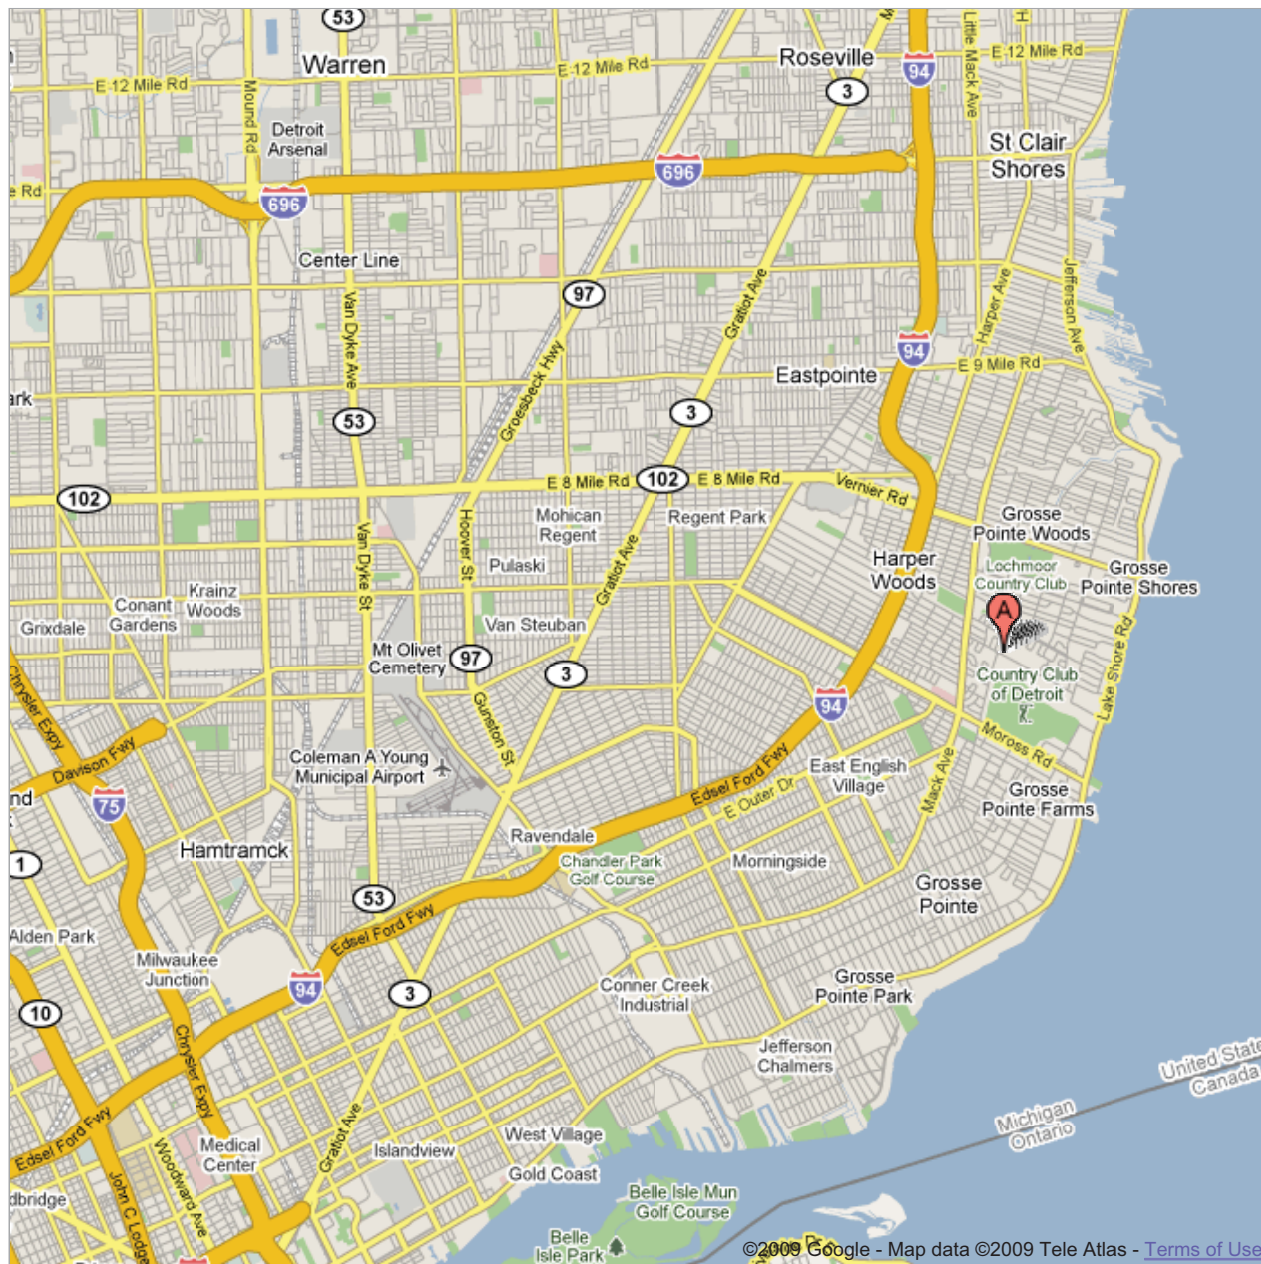 53
Warren
Roseville
Little Mack Ave
E 12 Mile Rd
E 12 Mile Rd
E 12 Mile Rd
94
3
Mound Rd
Detroit
Arsenal
St Clair
Shores
696
696
e Rd
Center Line
97
Van Dyke Ave
Gratiot Ave
Harper Ave
Jefferson Ave
Groesbeck Hwy
94
E 9 Mile Rd
Eastpointe
ark
53
3
102
E 8 Mile Rd
102
E 8 Mile Rd
Vernier Rd
Mohican
Regent
Regent Park
Grosse
Pointe Woods
Hoover St
Van Dyke St
Gratiot Ave
Harper
Woods
Lochmoor
Country Club
Grosse
Pointe Shores
Pulaski
Krainz
Woods
Conant
Gardens
Grixdale
Van Steuban
A
Mt Olivet
Cemetery
97
3
Country Club
of Detroit
Lake Shore Rd
Chrysler Expy
Gunston St
94
Moross Rd
Davison Fwy
Coleman A Young
Municipal Airport
Edsel Ford Fwy
East English
Village
Mack Ave
E Outer Dr
Grosse
Pointe Farms
nd
75
Hamtramck
Ravendale
Chandler Park
Golf Course
Morningside
1
53
Grosse
Pointe
Edsel Ford Fwy
Alden Park
Milwaukee
Junction
94
3
Conner Creek
Industrial
Grosse
Pointe Park
10
Chrysler Expy
Jefferson
Chalmers
United State
Canada
Michigan
Ontario
Edsel Ford Fwy
Woodward Ave
Medical
Center
Gratiot Ave
Islandview
West Village
Gold Coast
John C Lodge
dbridge
Belle Isle Mun
Golf Course
Belle
Isle Park
©2009 Google - Map data ©2009 Tele Atlas - Terms of Use